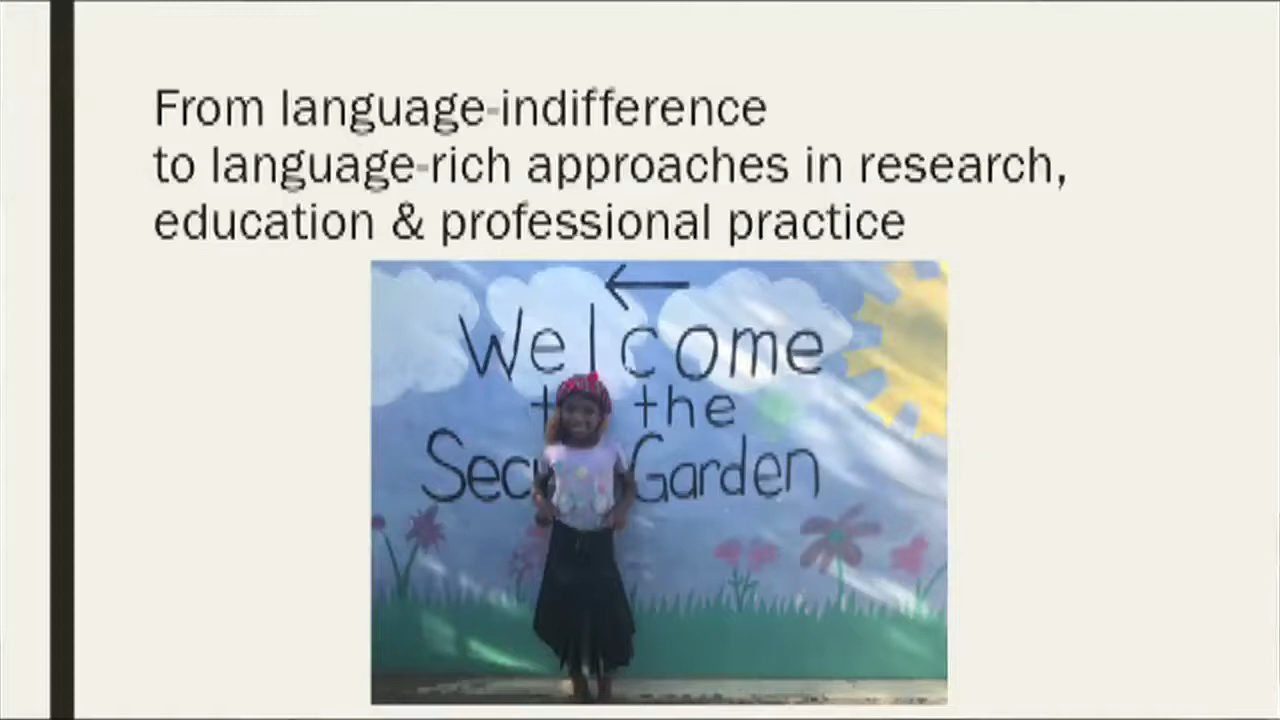 From language-indifference
to language-rich approaches in research,
education & professional practice
Welcome
the
Garden